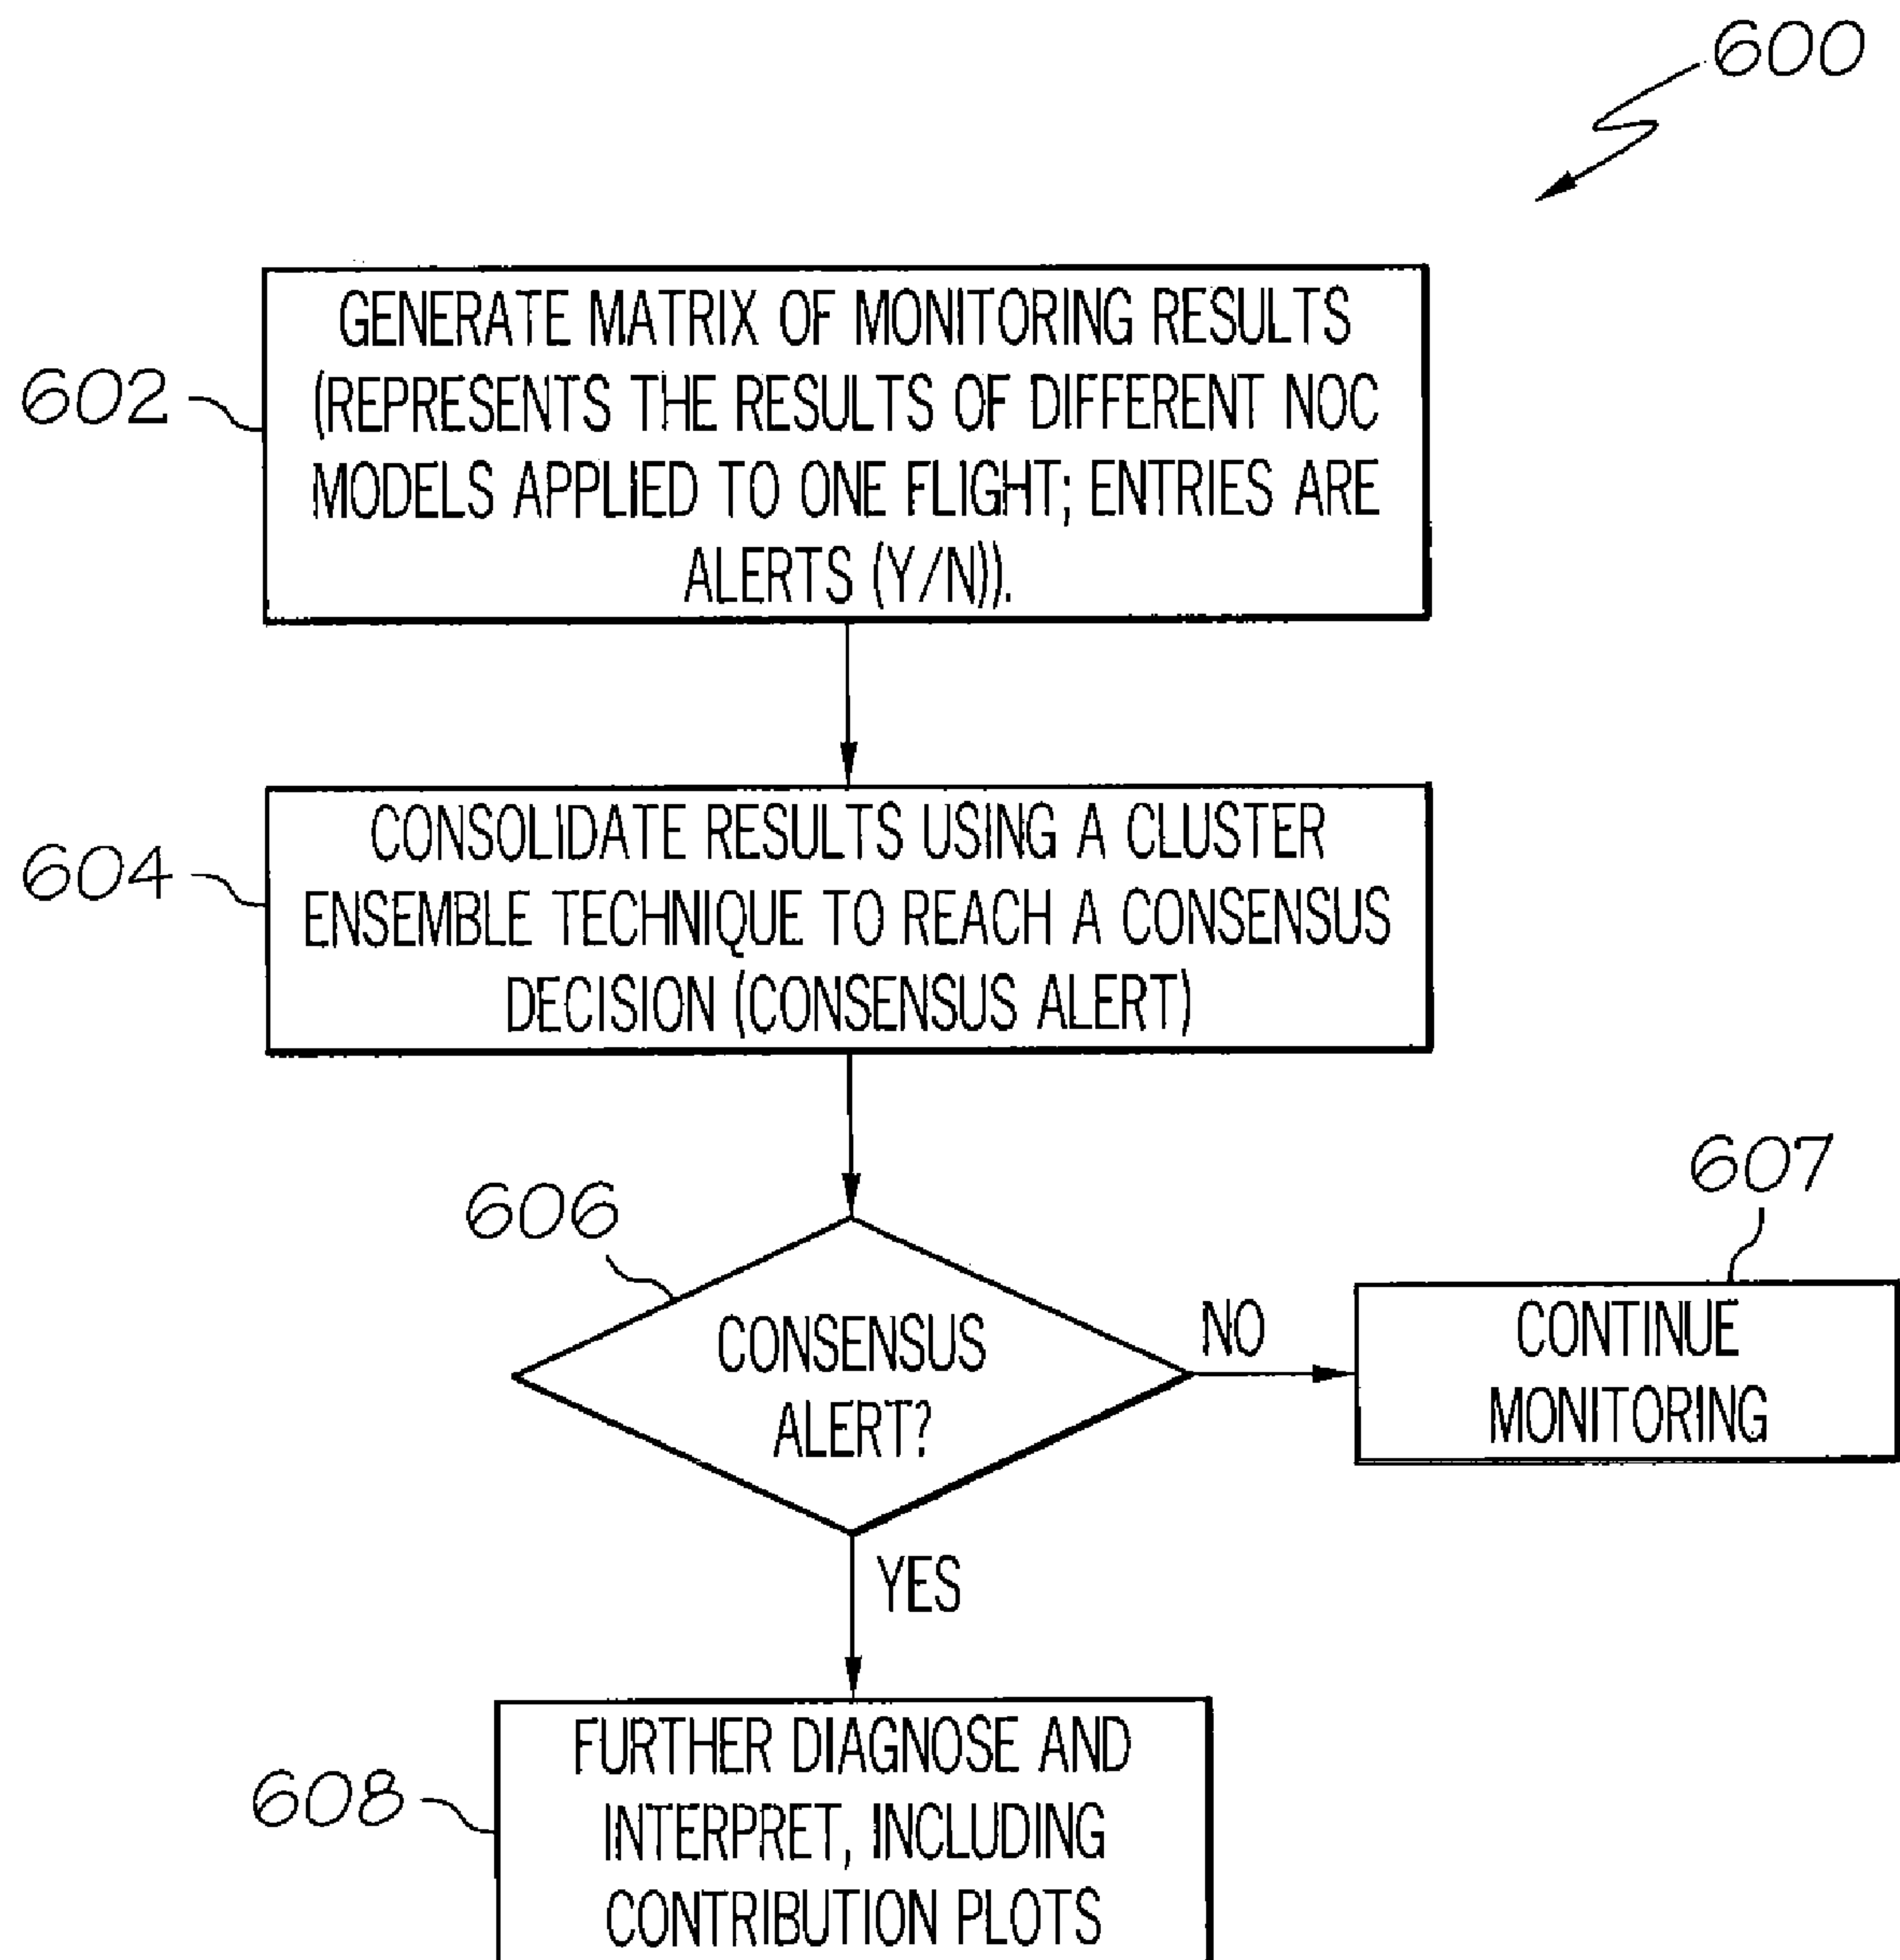 600
602
GENERATE MATRIX OF MONITORING RESULTS
(REPRESENTS THE RESULTS OF DIFFERENT NOC
MODELS APPLIED TO ONE FLIGHT; ENTRIES ARE
ALERTS (Y/N)).
604
CONSOLIDATE RESULTS USING A CLUSTER
ENSEMBLE TECHNIQUE TO REACH A CONSENSUS
DECISION (CONSENSUS ALERT)
606
CONSENSUS
ALERT?
NO
607
CONTINUE
MONITORING
YES
608
FURTHER DIAGNOSE AND
INTERPRET, INCLUDING
CONTRIBUTION PLOTS